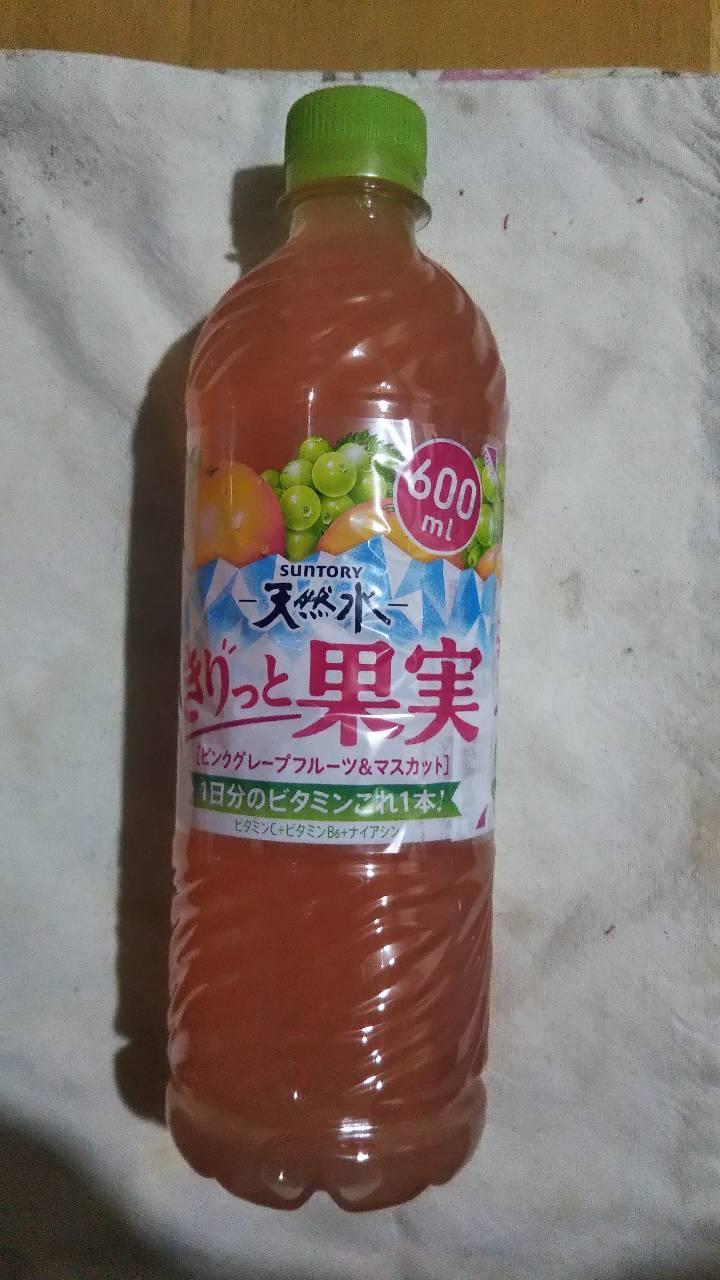 600
ml
SUNTORY
天然水
きりっと果実
[ピンクグレープフルーツ&マスカット]
1日分のビタミンこれ1本!
ビタミンC+ビタミンB6+ナイアシン